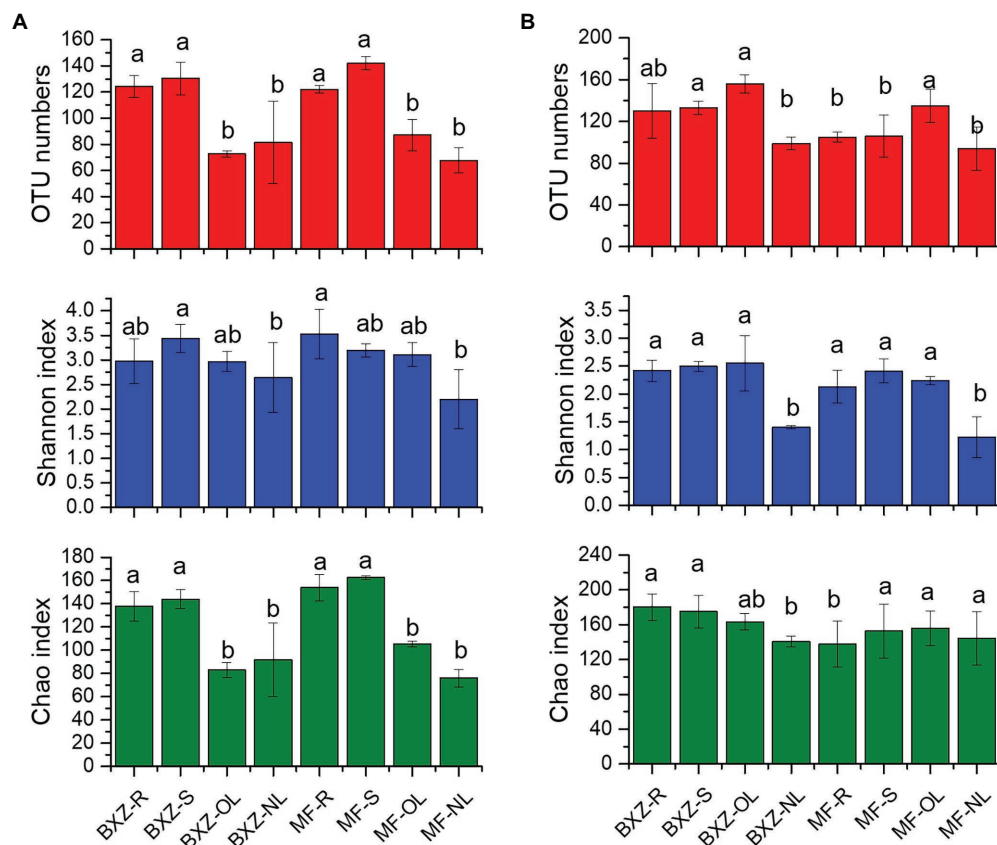 A
OTU numbers
160
140
120
100
80
60
40
20
0
a
a
b
b
a
a
b
b
Shannon index
4.0
3.5
3.0
2.5
2.0
1.5
1.0
0.5
0.0
ab
a
ab
b
a
ab
ab
b
Chao index
180
160
140
120
100
80
60
40
20
0
a
a
b
b
a
a
b
b
BXZ-R
BXZ-S
BXZ-OL
BXZ-NL
MF-R
MF-S
MF-OL
MF-NL
B
OTU numbers
200
160
120
80
40
0
ab
a
a
b
b
b
a
b
Shannon index
3.5
3.0
2.5
2.0
1.5
1.0
0.5
0.0
a
a
a
b
a
a
a
b
Chao index
240
200
160
120
80
40
0
a
a
ab
b
b
a
a
a
BXZ-R
BXZ-S
BXZ-OL
BXZ-NL
MF-R
MF-S
MF-OL
MF-NL